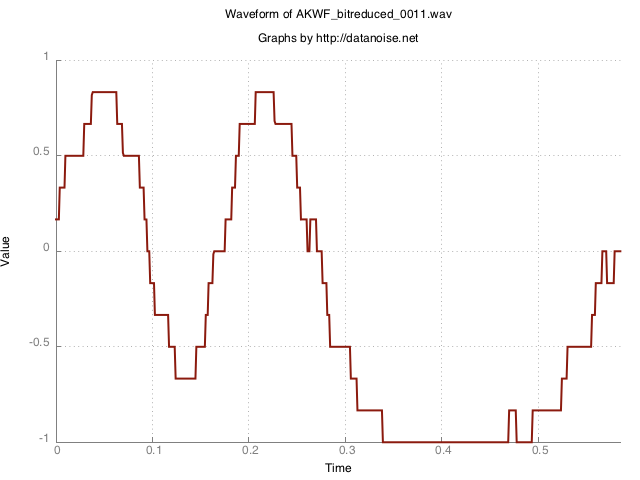 Waveform of AKWF_bitreduced_0011.wav
Graphs by http://datanoise.net
1
0.5
0
-0.5
-1
Value
0 0.1 0.2 0.3 0.4 0.5
Time